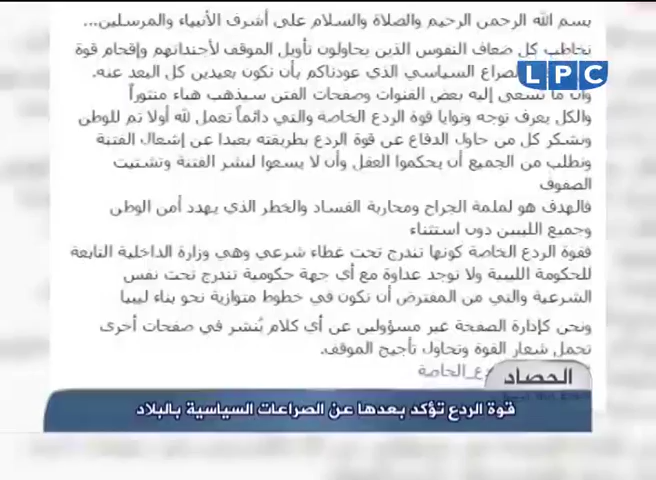 بسم الله الرحمن الرحيم والصلاة والسلام على أشرف الأنبياء والمرسلين...
نخاطب كل ضعاف النفوس الذين يحاولون تأويل الموقف لأجنداتهم وإقحام قوة
الصراع السياسي الذي عودناكم بأن نكون بعيدين كل البعد عنه.
LPC
وأن ما تسعى إليه بعض القنوات وصفحات الفتن سيذهب هباء منثوراً
والكل يعرف توجه ونوايا قوة الردع الخاصة والتي دائماً تعمل لله أولا ثم للوطن
ونشكر كل من حاول الدفاع عن قوة الردع بطريقته بعيدا عن إشعال الفتنة
ونطلب من الجميع أن يحكموا العقل وأن لا يسعوا لنشر الفتنة وتشتيت
الصفوف
فالهدف هو لملمة الجراح ومحاربة الفساد والخطر الذي يهدد أمن الوطن
وجميع الليبين دون استثناء
فقوة الردع الخاصة كونها تندرج تحت غطاء شرعي وهي وزارة الداخلية التابعة
للحكومة الليبية ولا توجد عداوة مع أي جهة حكومية تندرج تحت نفس
الشرعية والتي من المفترض أن تكون في خطوط متوازية نحو بناء ليبيا
ونحن كإدارة الصفحة غير مسؤولين عن أي كلام يُنشر في صفحات أخرى
تحمل شعار القوة وتحاول تأجيج الموقف.
الخاصة
الحصاد
قوة الردع تؤكد بعدها عن الصراعات السياسية بالبلاد